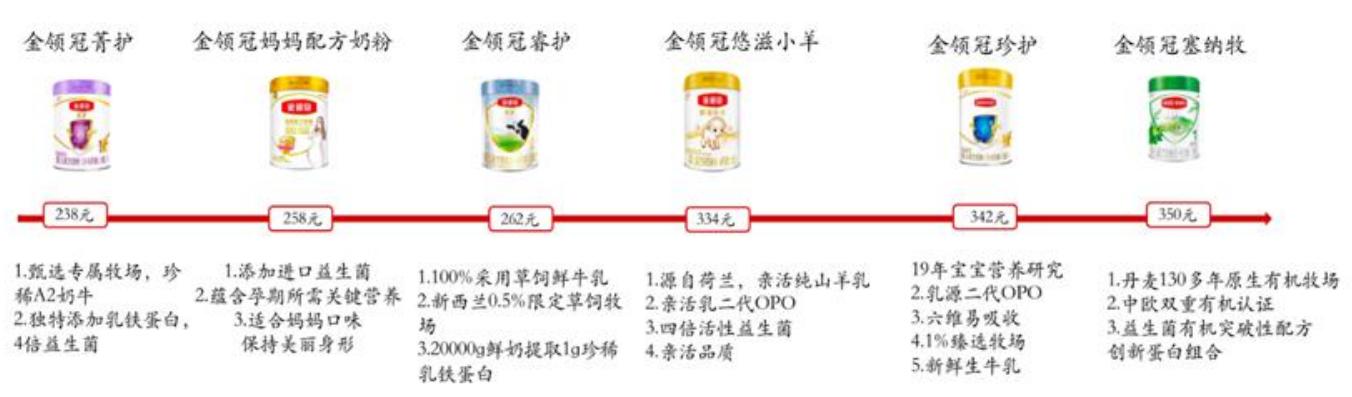 金领冠菁护
金领冠妈妈配方奶粉
金领冠睿护
金领冠悠滋小羊
金领冠珍护
金领冠塞纳牧
238元
258元
262元
334元
342元
350元
1.甄选专属牧场，珍
稀A2奶牛
2.独特添加乳铁蛋白，
4倍益生菌
1.添加进口益生菌
2.蕴含孕期所需关键营养
3.适合妈妈口味
保持美丽身形
1.100%采用草饲鲜牛乳
2.新西兰0.5%限定草饲牧
场
3.20000g鲜奶提取1g珍稀
乳铁蛋白
1.源自荷兰，亲活纯山羊乳
2.亲活乳二代OPO
3.四倍活性益生菌
4.亲活品质
19年宝宝营养研究
2.乳源二代OPO
3.六维易吸收
4.1%臻选牧场
5.新鲜生牛乳
1.丹麦130多年原生有机牧场
2.中欧双重有机认证
3.益生菌有机突破性配方
创新蛋白组合